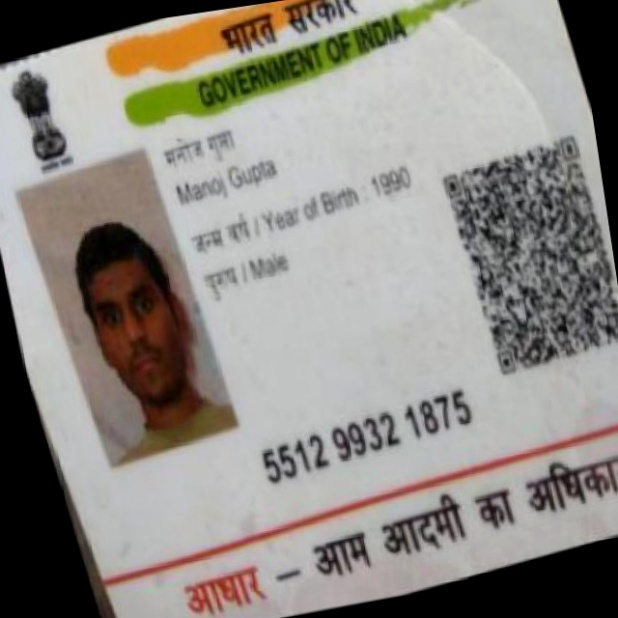 भारत सरकार
GOVERNMENT OF INDIA
मनोज गुप्ता
Manoj Gupta
जन्म वर्ष / Year of Birth : 1990
पुरुष / Male
5512 9932 1875
आधार – आम आदमी का अधिका